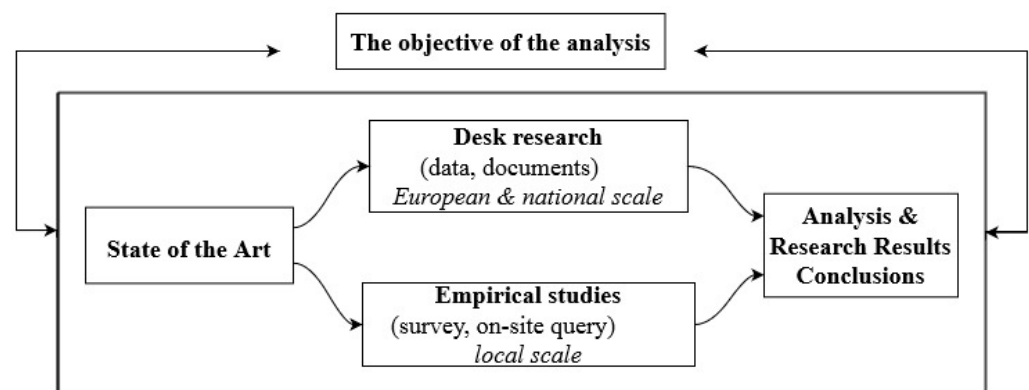 The objective of the analysis
Desk research
(data, documents)
European & national scale
State of the Art
Empirical studies
(survey, on-site query)
local scale
Analysis &
Research Results
Conclusions